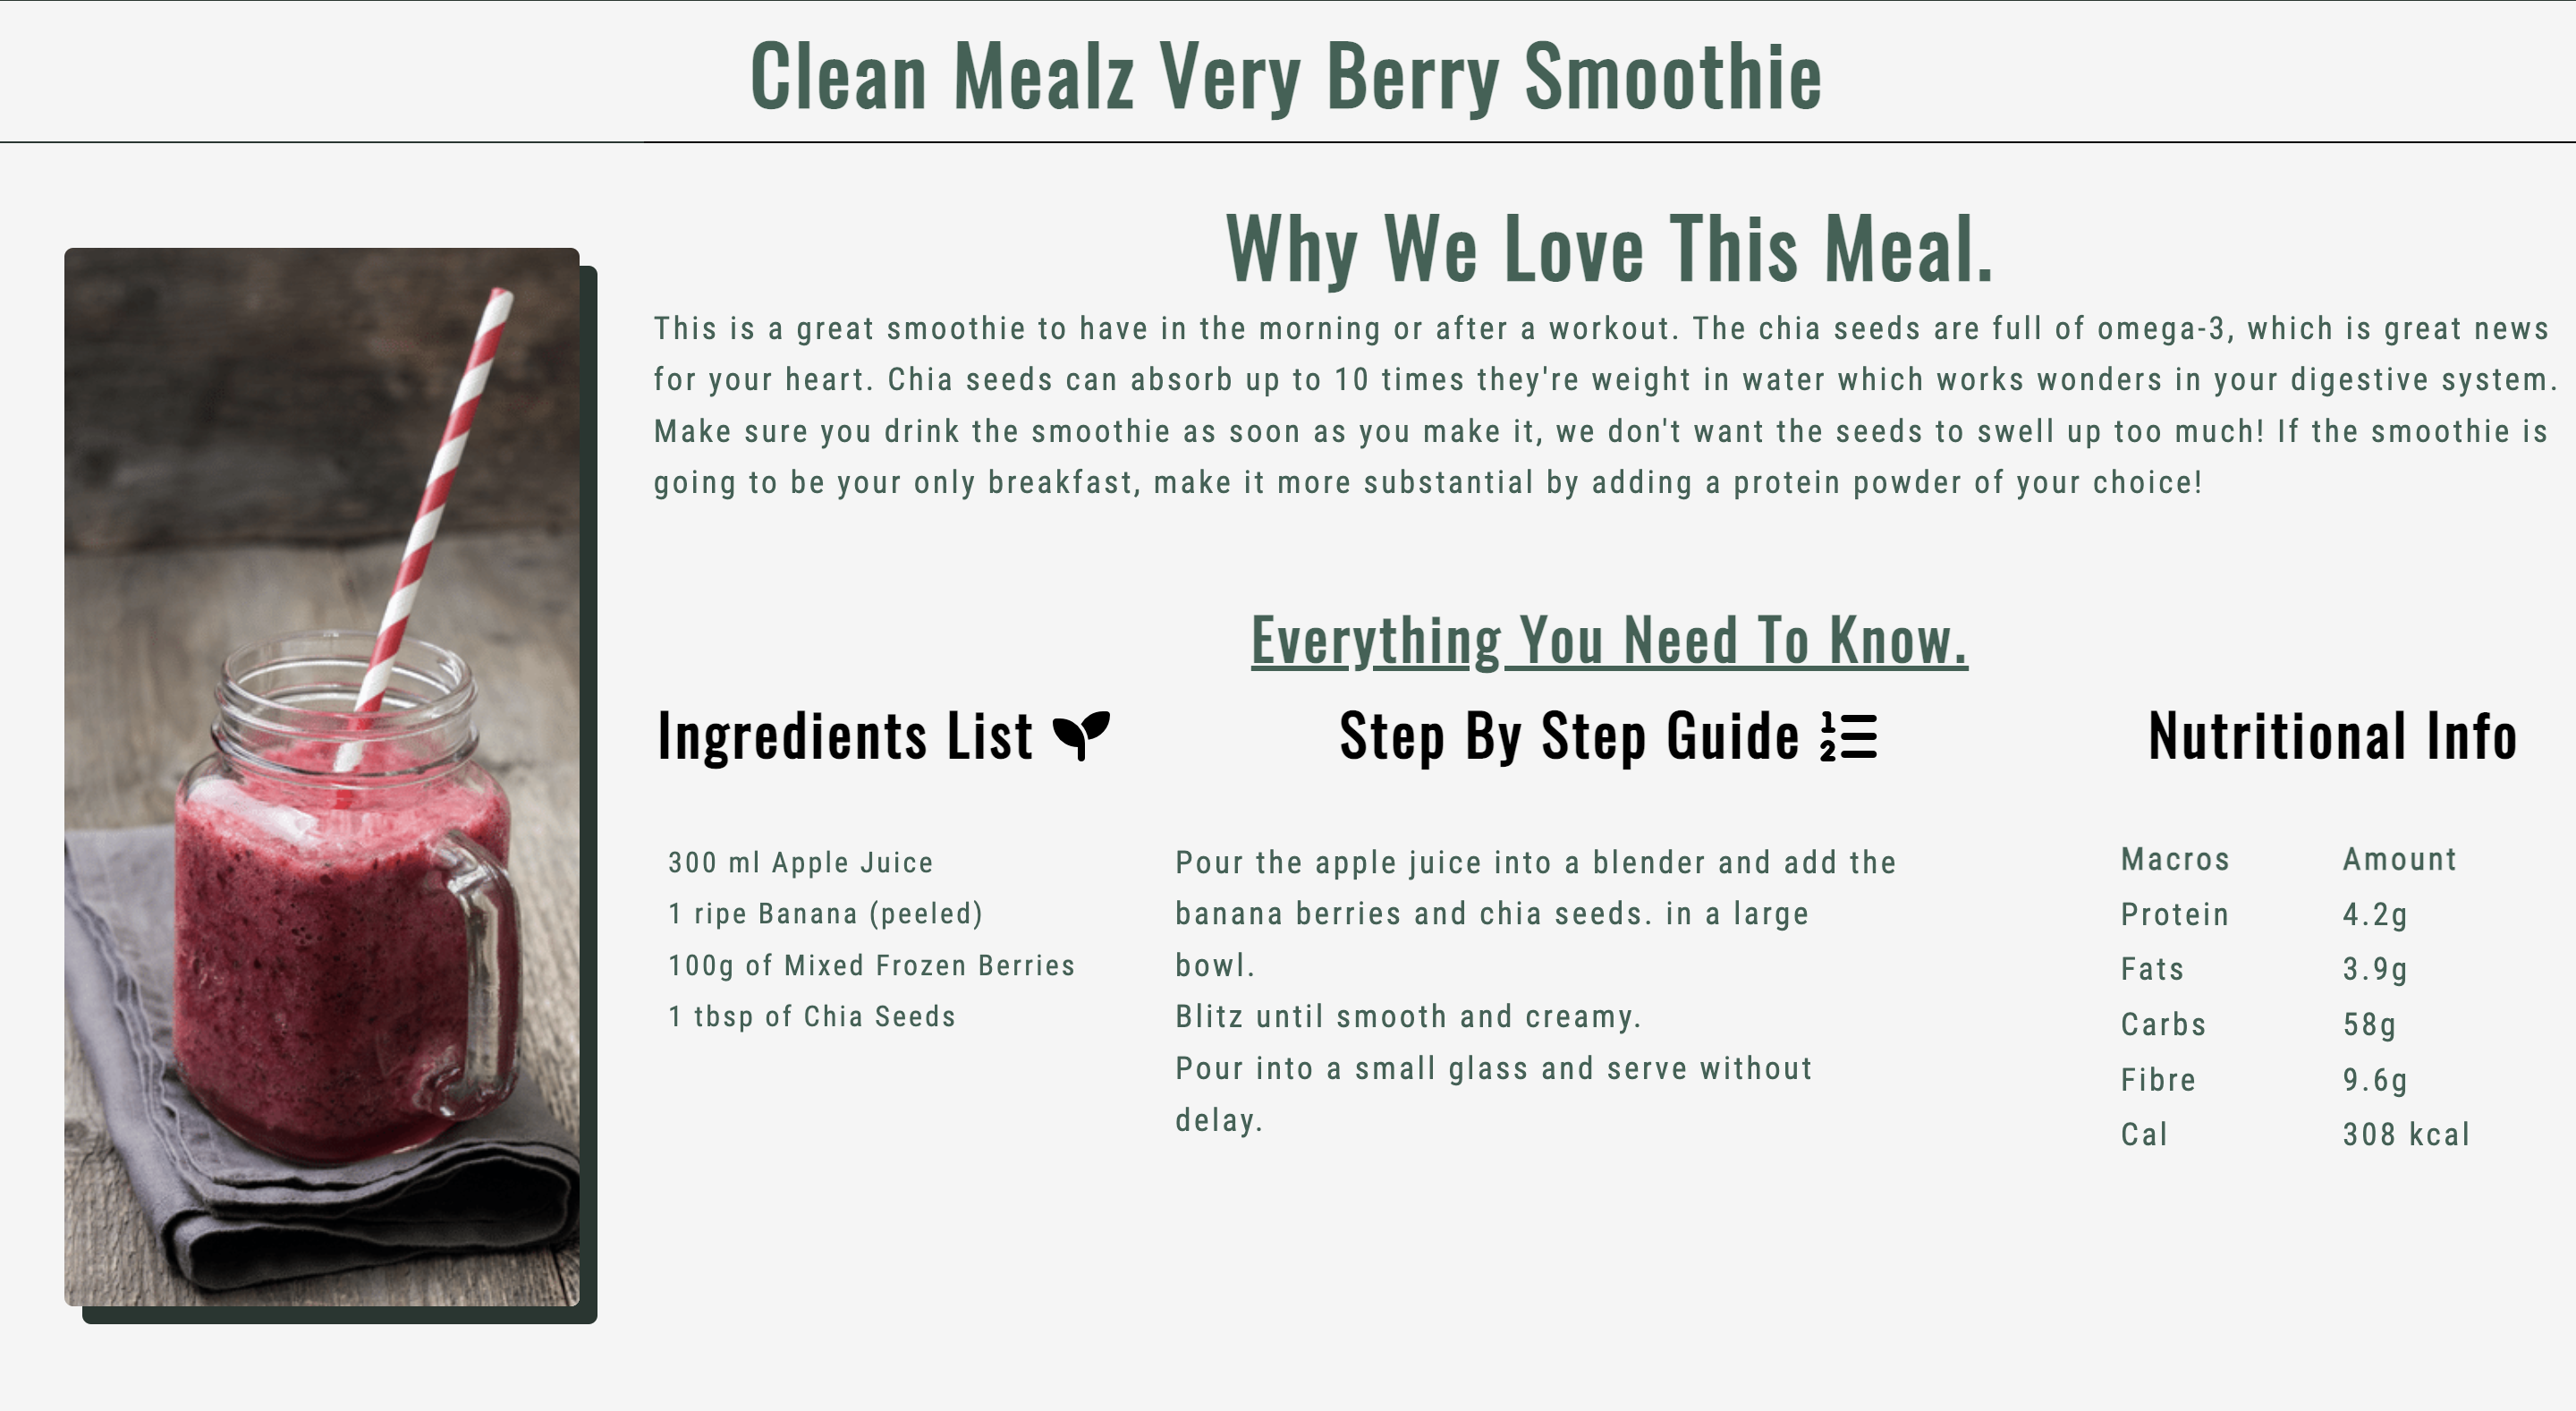 Clean Mealz Very Berry Smoothie
Why We Love This Meal.
This is a great smoothie to have in the morning or after a workout. The chia seeds are full of omega-3, which is great news
for your heart. Chia seeds can absorb up to 10 times they're weight in water which works wonders in your digestive system.
Make sure you drink the smoothie as soon as you make it, we don't want the seeds to swell up too much! If the smoothie is
going to be your only breakfast, make it more substantial by adding a protein powder of your choice!
Everything You Need To Know.
Ingredients List
300 ml Apple Juice
1 ripe Banana (peeled)
100g of Mixed Frozen Berries
1 tbsp of Chia Seeds
Step By Step Guide
Pour the apple juice into a blender and add the
banana berries and chia seeds. in a large
bowl.
Blitz until smooth and creamy.
Pour into a small glass and serve without
delay.
Nutritional Info
Macros Amount
Protein 4.2g
Fats 3.9g
Carbs 58g
Fibre 9.6g
Cal 308 kcal